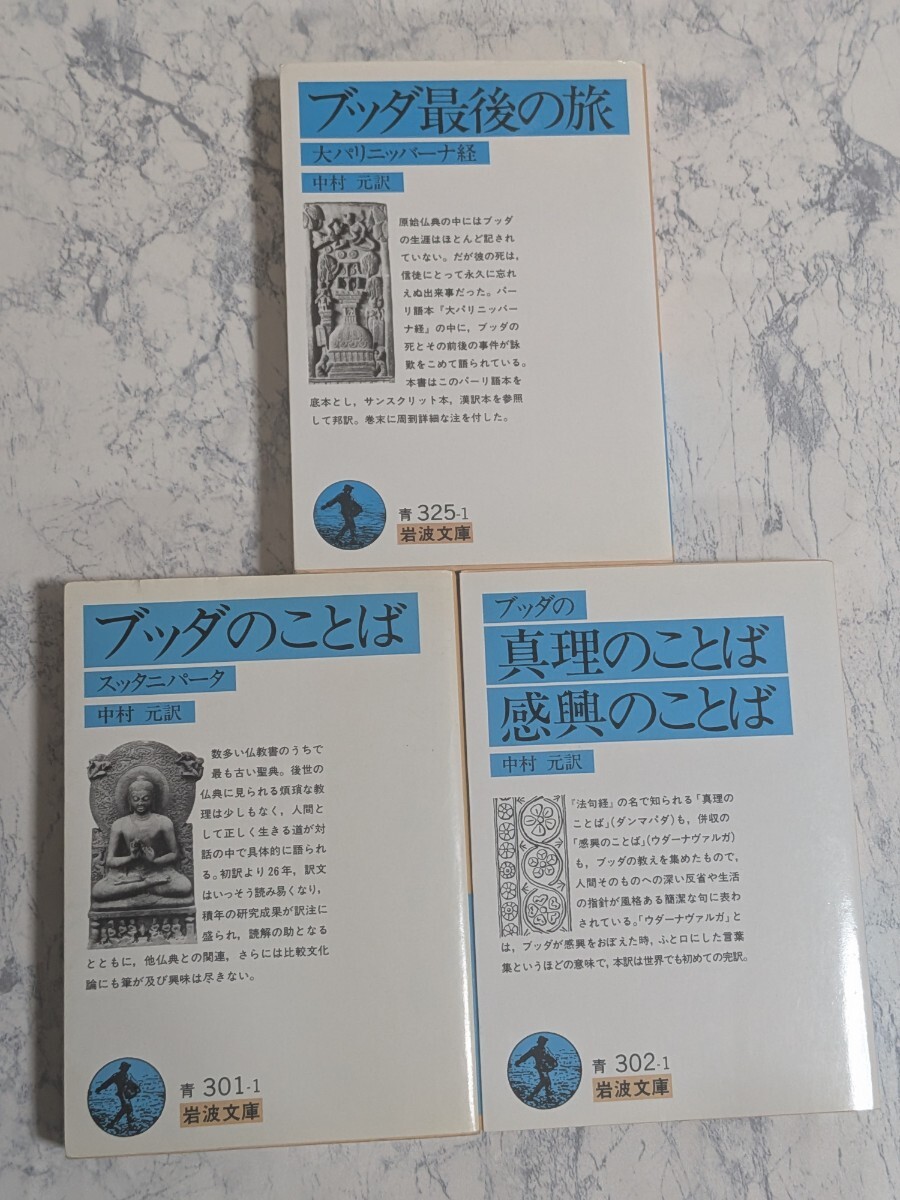 ブッダ最後の旅
大パリニッバーナ経
中村 元訳
原始仏典の中にはブッダ
の生涯はほとんど記され
ていない。だが彼の死は,
信徒にとって永久に忘れ
えぬ出来事だった。パー
リ語本『大パリニッバー
ナ経』の中に,ブッダの
死とその前後の事件が詠
歎をこめて語られている。
本書はこのパーリ語本を
底本とし,サンスクリット本,漢訳本を参照
して邦訳。巻末に周到詳細な注を付した。
青 325-1
岩波文庫
ブッダのことば
スッタニパータ
中村 元訳
数多い仏教書のうちで
最も古い聖典。後世の
仏典に見られる煩瑣な教
理は少しもなく,人間と
して正しく生きる道が対
話の中で具体的に語られ
る。初訳より26年,訳文
はいっそう読み易くなり,
積年の研究成果が訳注に
盛られ,読解の助となる
とともに,他仏典との関連,さらには比較文化
論にも筆が及び興味は尽きない。
青 301-1
岩波文庫
ブッダの
真理のことば
感興のことば
中村 元訳
『法句経』の名で知られる「真理の
ことば」(ダンマパダ)も,併収の
「感興のことば」(ウダーナヴァルガ)
も,ブッダの教えを集めたもので,
人間そのものへの深い反省や生活
の指針が風格ある簡潔な句に表わ
されている。「ウダーナヴァルガ」と
は,ブッダが感興をおぼえた時,ふと口にした言葉
集というほどの意味で,本訳は世界でも初めての完訳。
青 302-1
岩波文庫